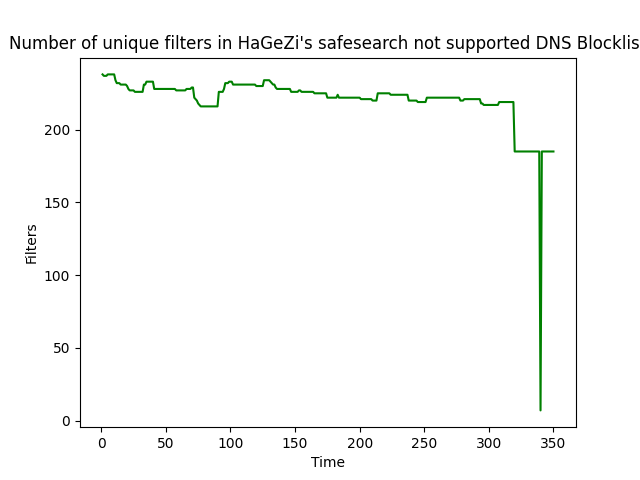 Number of unique filters in HaGeZi's safesearch not supported DNS Blocklis
Filters
200
150
100
50
0
0 50 100 150 200 250 300 350
Time